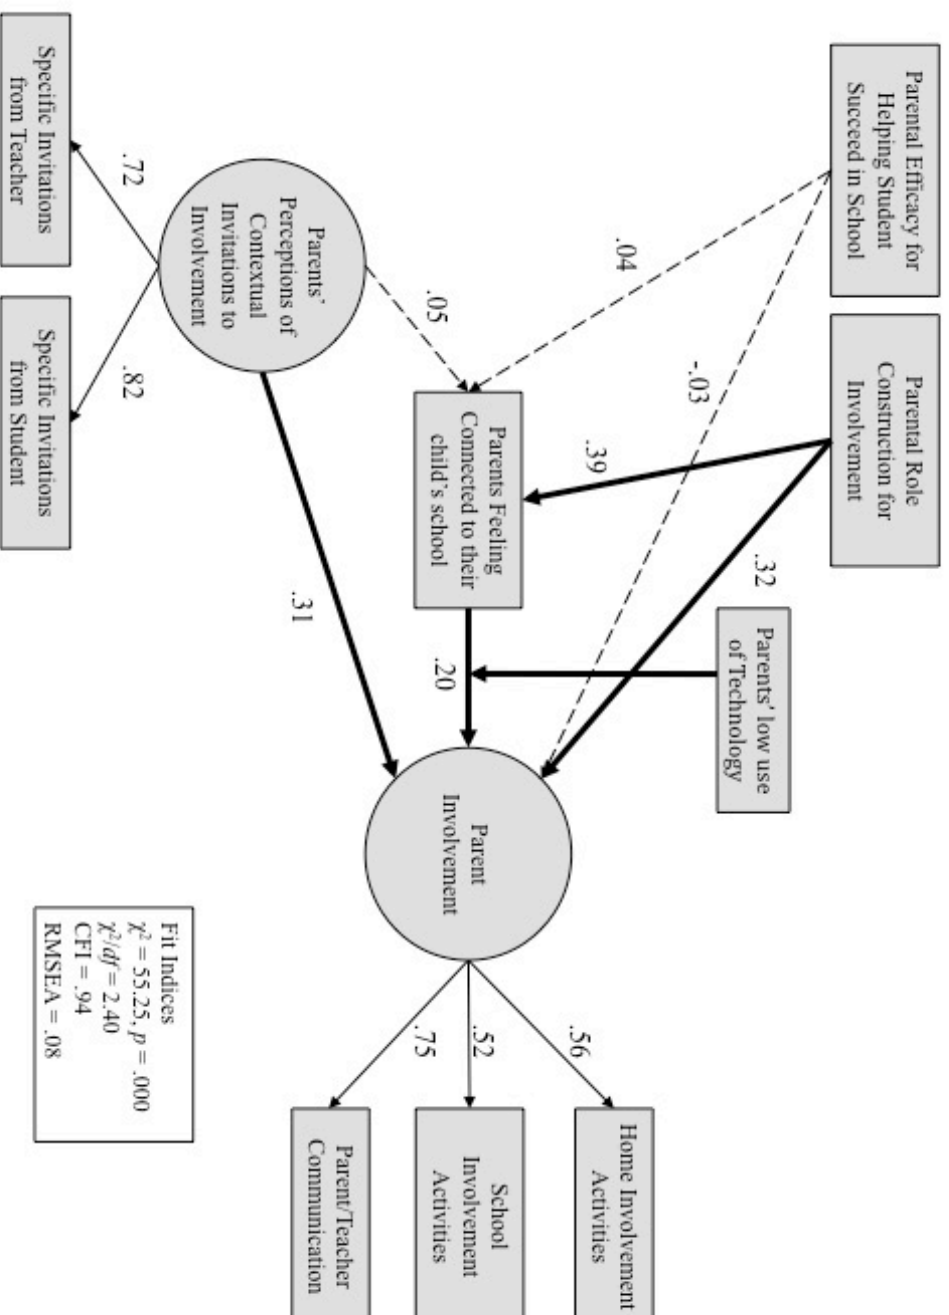 Parental Efficacy for
Helping Student
Succeed in School
Parental Role
Construction for
Involvement
Parents' low use
of Technology
.04
-.03
.39
.32
Parents Feeling
Connected to their
child's school
.20
.05
Parents'
Perceptions of
Contextual
Invitations to
Involvement
.31
.72
.82
Specific Invitations
from Teacher
Specific Invitations
from Student
Parent
Involvement
.56
.52
.75
Home Involvement
Activities
School
Involvement
Activities
Parent/Teacher
Communication
Fit Indices
χ² = 55.25, p = .000
χ²/df = 2.40
CFI = .94
RMSEA = .08